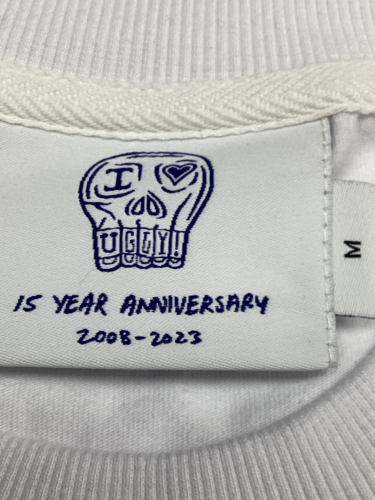 I
UGLY!
15 YEAR ANNIVERSARY
2008-2023
M